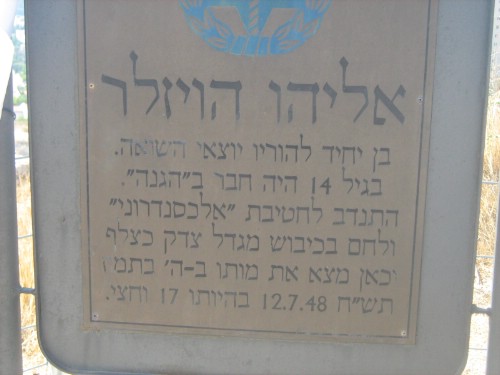 אליהו הויזלר
בן יחיד להוריו יוצאי השואה.
בגיל 14 היה חבר ב״הגנה״.
התנדב לחטיבת ״אלכסנדרוני״
ולחם בכיבוש מגדל צדק כצלף
וכאן מצא את מותו ב-ה׳ בתמוז
תש״ח 12.7.48 בהיותו 17 וחצי.